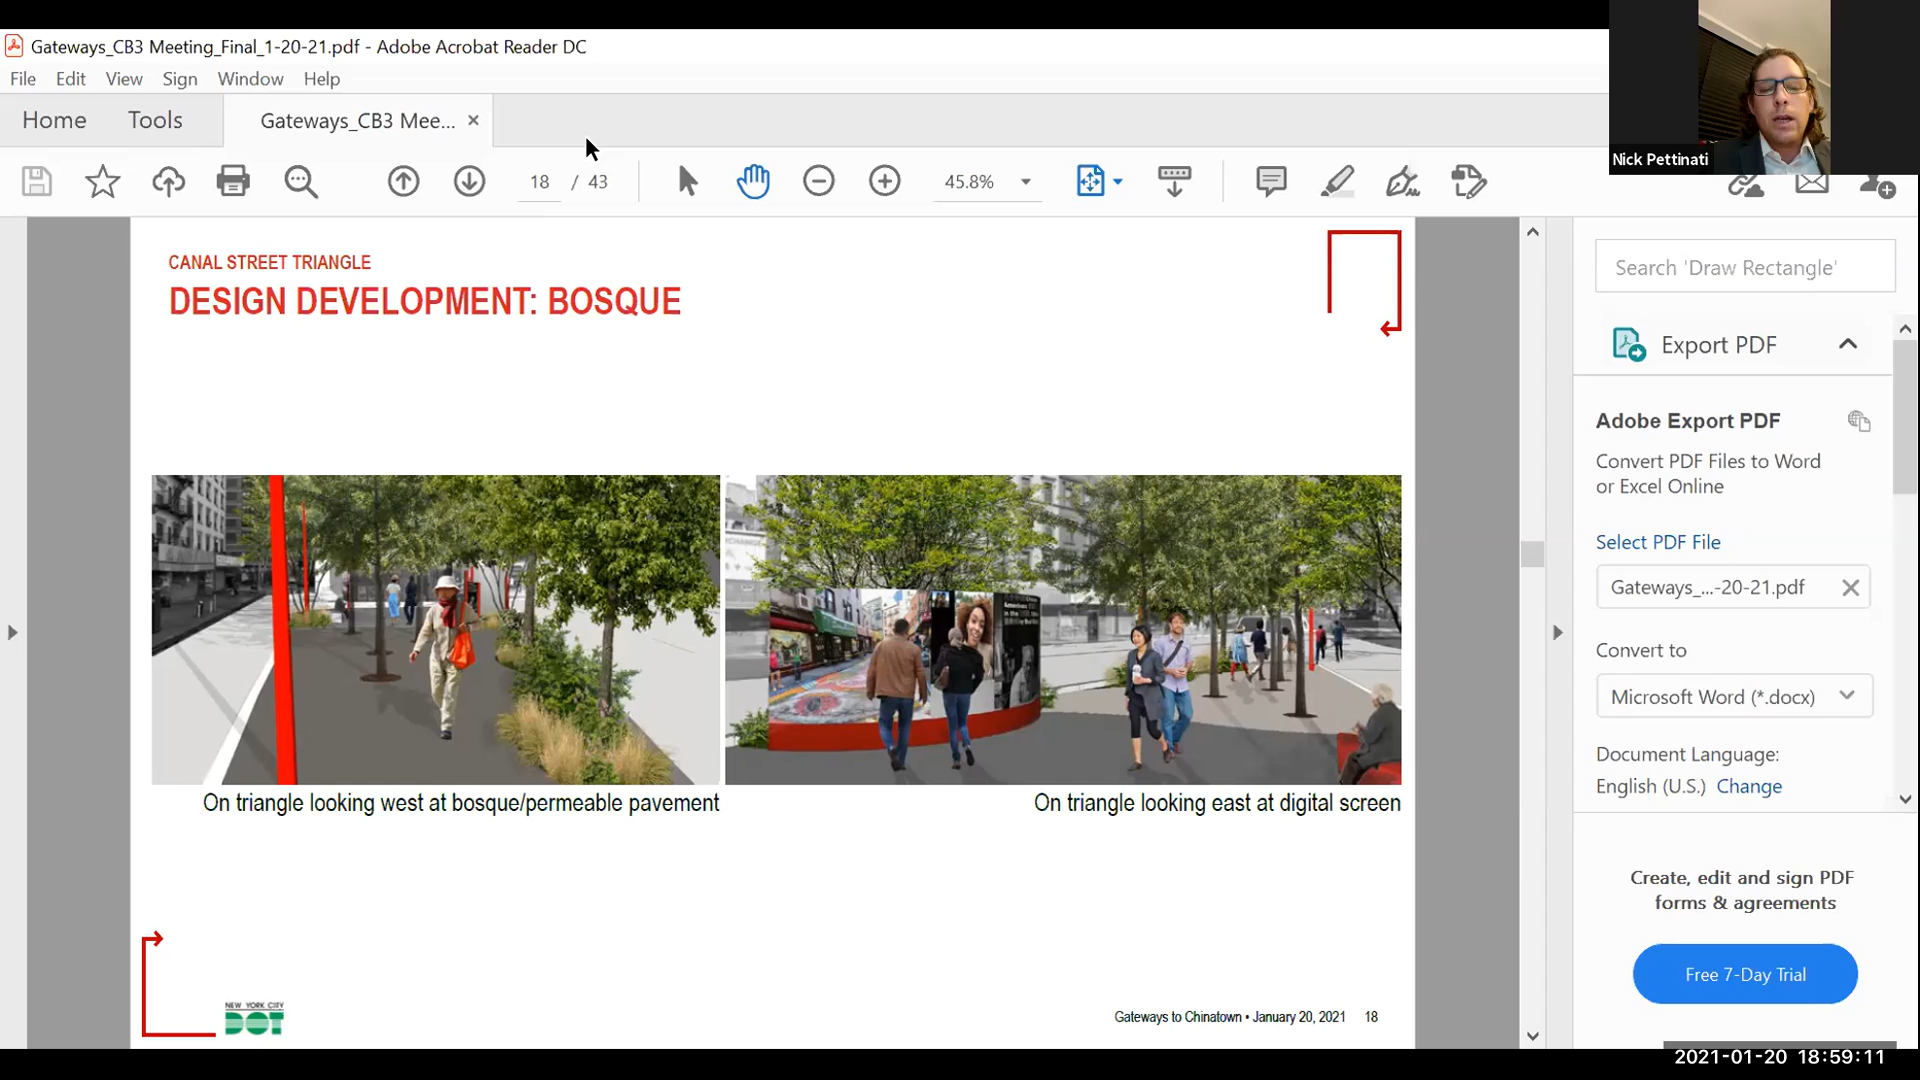 Gateways_CB3 Meeting_Final_1-20-21.pdf - Adobe Acrobat Reader DC
File Edit View Sign Window Help
Home Tools Gateways_CB3 Mee... ×
18 / 43 45.8%
Nick Pettinati
CANAL STREET TRIANGLE
DESIGN DEVELOPMENT: BOSQUE
On triangle looking west at bosque/permeable pavement
On triangle looking east at digital screen
NEW YORK CITY
DOT
Gateways to Chinatown • January 20, 2021 18
Search 'Draw Rectangle'
Export PDF
Adobe Export PDF
Convert PDF Files to Word
or Excel Online
Select PDF File
Gateways_...-20-21.pdf
Convert to
Microsoft Word (*.docx)
Document Language:
English (U.S.) Change
Create, edit and sign PDF
forms & agreements
Free 7-Day Trial
2021-01-20 18:59:11